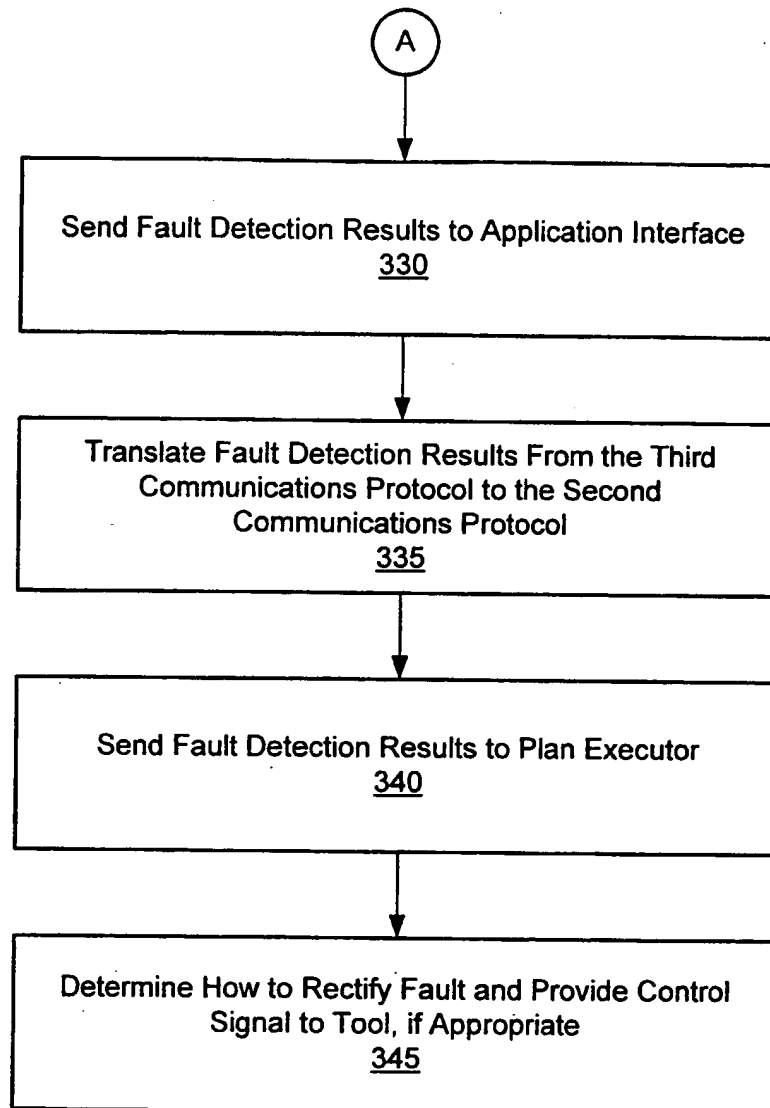 A
Send Fault Detection Results to Application Interface
330
Translate Fault Detection Results From the Third
Communications Protocol to the Second
Communications Protocol
335
Send Fault Detection Results to Plan Executor
340
Determine How to Rectify Fault and Provide Control
Signal to Tool, if Appropriate
345